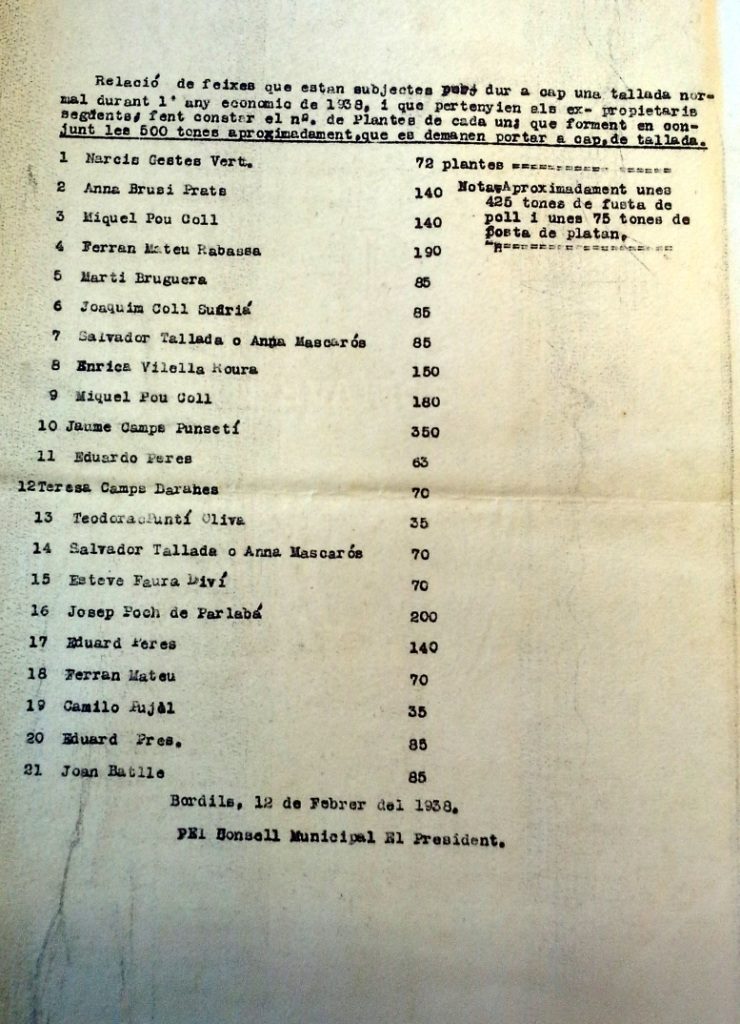 Relació de feixes que estan subjectes per dur a cap una tallada nor-
mal durant l' any economic de 1938, i que pertenyien als ex- propietaris
següents, fent constar el nº. de Plantes de cada un; que forment en con-
junt les 500 tones aproximadament,que es demanen portar a cap,de tallada.
1 Narcis Gestes Vert. 72 plantes
2 Anna Brusi Prats 140 Nota.Aproximadament unes
425 tones de fusta de
3 Miquel Pou Coll 140 poll i unes 75 tones de
fosta de platan,
4 Ferran Mateu Rabassa 190
5 Marti Bruguera 85
6 Joaquim Coll Suñriá 85
7 Salvador Tallada o Anna Mascarós 85
8 Enrica Vilella Roura 150
9 Miquel Pou Coll 180
10 Jaume Camps Punsetí 350
11 Eduardo Peres 63
12 Teresa Camps Darahes 70
13 Teodora Puntí Oliva 35
14 Salvador Tallada o Anna Mascarós 70
15 Esteve Faura Diví 70
16 Josep Poch de Parlabá 200
17 Eduard Peres 140
18 Ferran Mateu 70
19 Camilo Pujàl 35
20 Eduard Pres. 85
21 Joan Batlle 85
Bordils, 12 de Febrer del 1938.
PEl Consell Municipal El President.